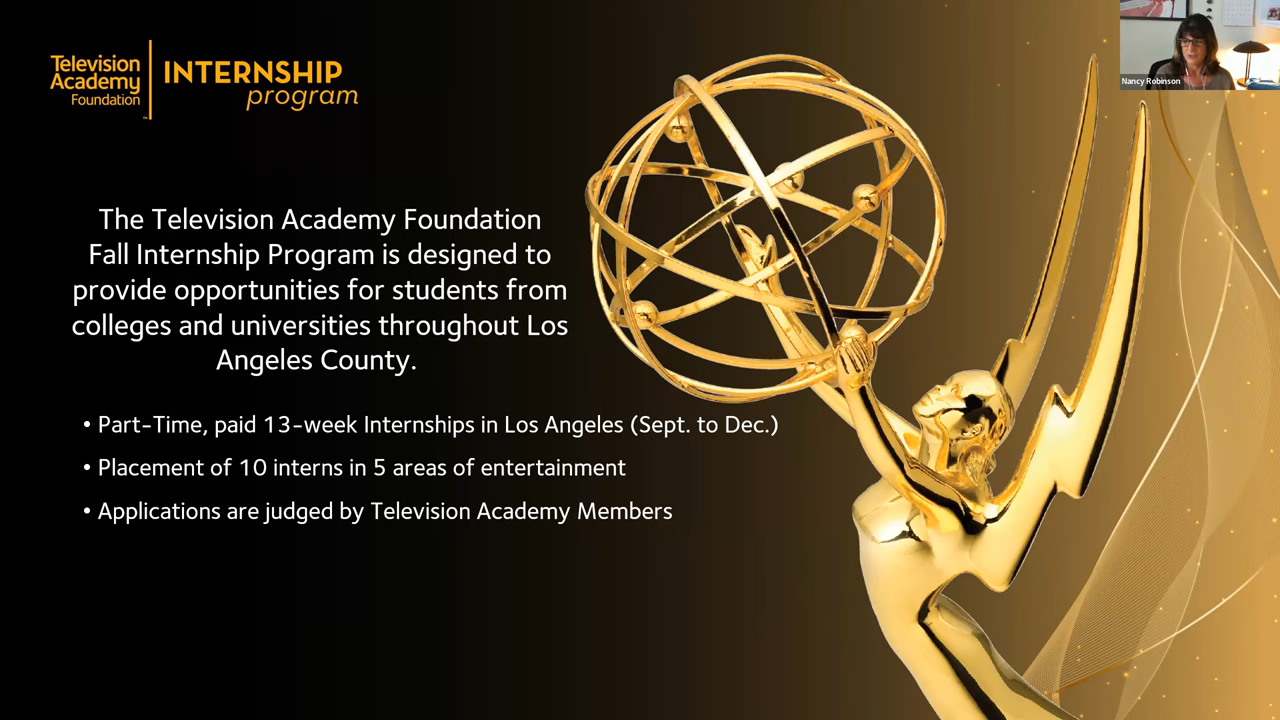 Television
Academy
Foundation
™
INTERNSHIP
program
Nancy Robinson
The Television Academy Foundation
Fall Internship Program is designed to
provide opportunities for students from
colleges and universities throughout Los
Angeles County.
• Part-Time, paid 13-week Internships in Los Angeles (Sept. to Dec.)
• Placement of 10 interns in 5 areas of entertainment
• Applications are judged by Television Academy Members